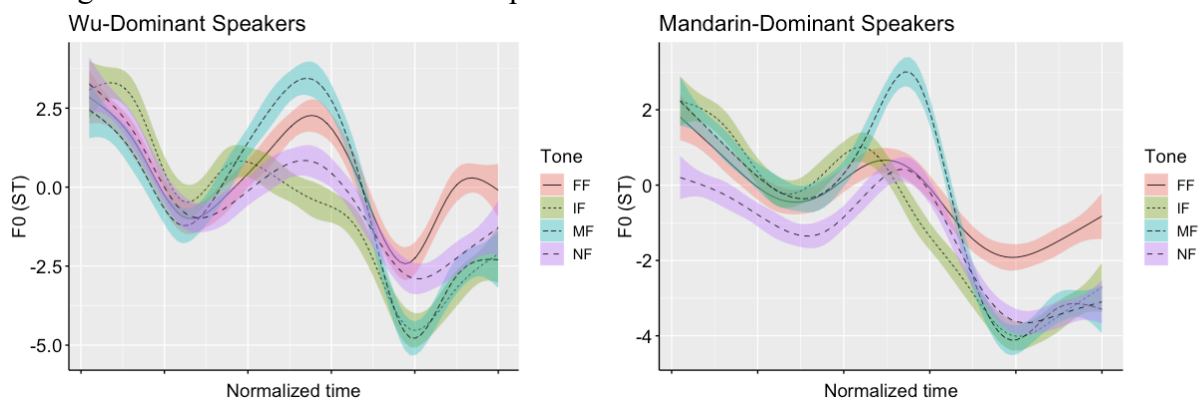 Wu-Dominant Speakers
F0 (ST)
2.5
0.0
-2.5
-5.0
Normalized time
Tone
FF
IF
MF
NF
Mandarin-Dominant Speakers
F0 (ST)
2
0
-2
-4
Normalized time
Tone
FF
IF
MF
NF